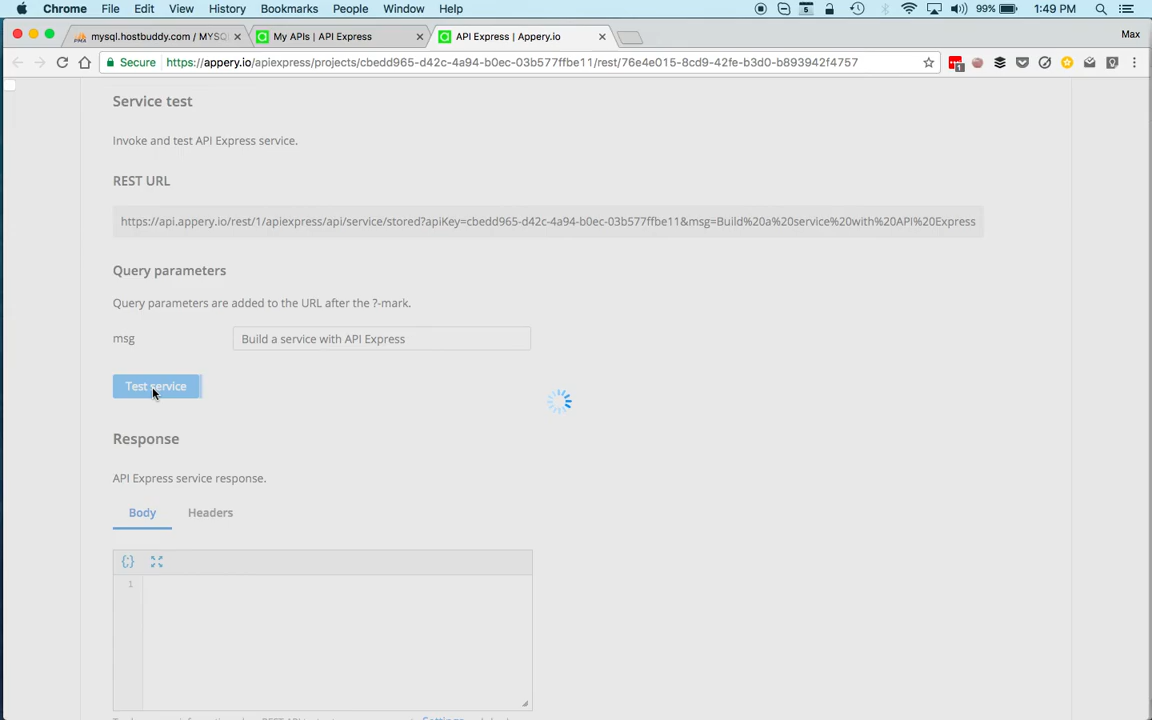 Chrome File Edit View History Bookmarks People Window Help 5 99% 1:49 PM
mysql.hostbuddy.com / MYSQ My APIs | API Express API Express | Appery.io Max
Secure https://appery.io/apiexpress/projects/cbedd965-d42c-4a94-b0ec-03b577ffbe11/rest/76e4e015-8cd9-42fe-b3d0-b893942f4757 1
Service test
Invoke and test API Express service.
REST URL
https://api.appery.io/rest/1/apiexpress/api/service/stored?apiKey=cbedd965-d42c-4a94-b0ec-03b577ffbe11&msg=Build%20a%20service%20with%20API%20Express
Query parameters
Query parameters are added to the URL after the ?-mark.
msg Build a service with API Express
Test service
Response
API Express service response.
Body Headers
{;}
1